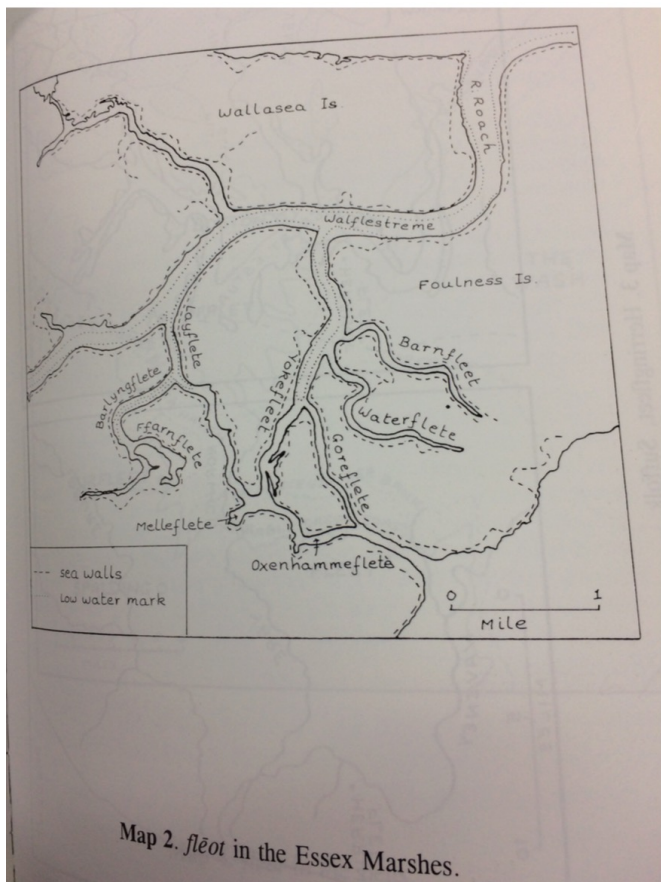 Wallasea Is.
R. Roach
Walflestreme
Foulness Is.
Layflete
Yokefleet
Barnfleet
Barlyngflete
Waterflete
Ffarnflete
Goreflete
Melleflete
Oxenhammeflete
--- sea walls
low water mark
0 1
Mile
Map 2. flēot in the Essex Marshes.